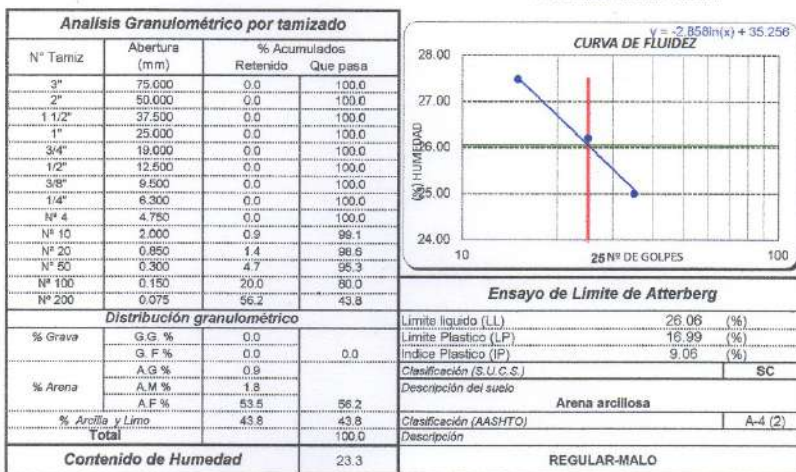 Analisis Granulométrico por tamizado
N° Tamiz Abertura (mm) % Acumulados
Retenido Que pasa
3" 75.000 0.0 100.0
2" 50.000 0.0 100.0
1 1/2" 37.500 0.0 100.0
1" 25.000 0.0 100.0
3/4" 19.000 0.0 100.0
1/2" 12.500 0.0 100.0
3/8" 9.500 0.0 100.0
1/4" 6.300 0.0 100.0
Nº 4 4.750 0.0 100.0
Nº 10 2.000 0.9 99.1
Nº 20 0.850 1.4 98.6
Nº 50 0.300 4.7 95.3
Nº 100 0.150 20.0 80.0
Nº 200 0.075 56.2 43.8
Distribución granulométrico
% Grava G.G. % 0.0
G. F % 0.0 0.0
% Arena A.G % 0.9
A.M % 1.8
A.F % 53.5 56.2
% Arcilla y Limo 43.8 43.8
Total 100.0
Contenido de Humedad 23.3
y = -2.858ln(x) + 35.256
CURVA DE FLUIDEZ
28.00
27.00
26.00
25.00
24.00
(%) HUMEDAD
10 25 Nº DE GOLPES 100
Ensayo de Limite de Atterberg
Limite liquido (LL) 26.06 (%)
Limite Plastico (LP) 16.99 (%)
Indice Plastico (IP) 9.06 (%)
Clasificación (S.U.C.S.) SC
Descripción del suelo
Arena arcillosa
Clasificación (AASHTO) A-4 (2)
Descripción
REGULAR-MALO